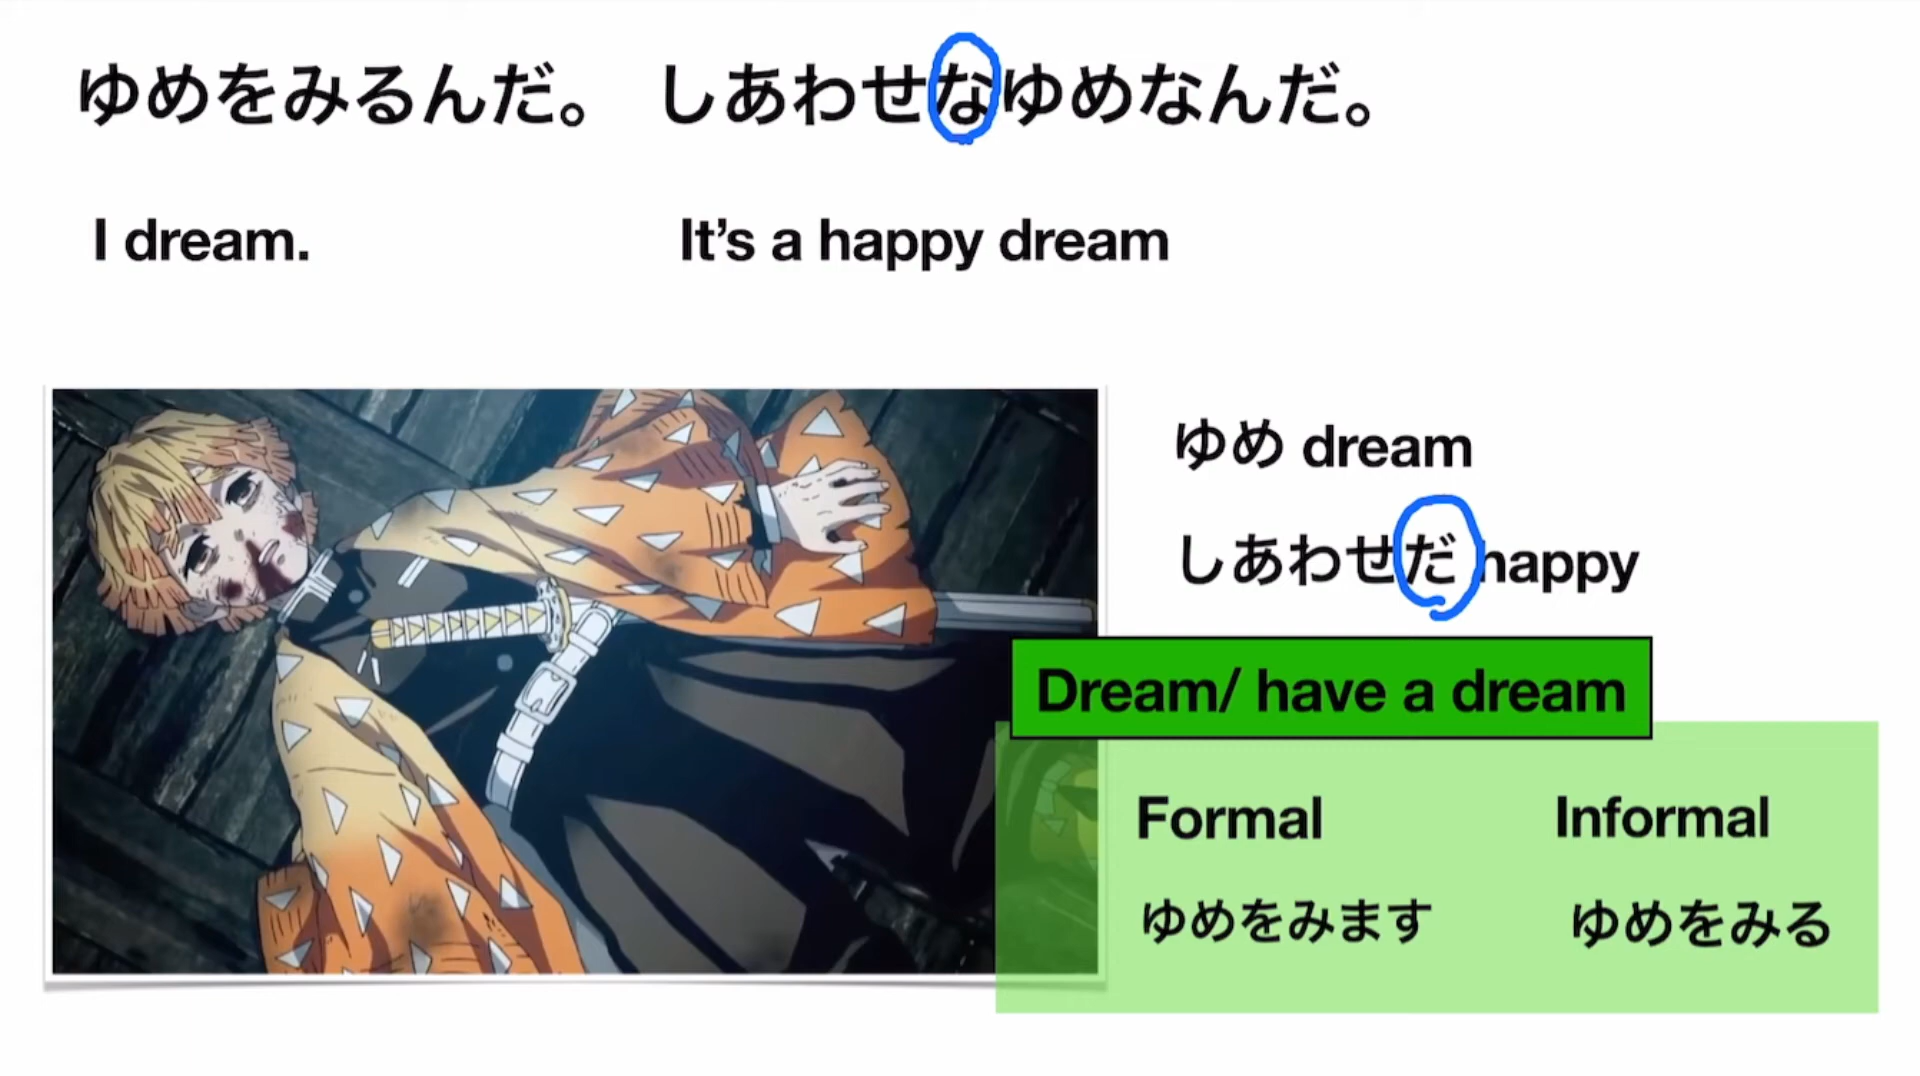 ゆめをみるんだ。 しあわせなゆめなんだ。
I dream. It's a happy dream
ゆめ dream
しあわせだ happy
Dream/ have a dream
Formal Informal
ゆめをみます ゆめをみる